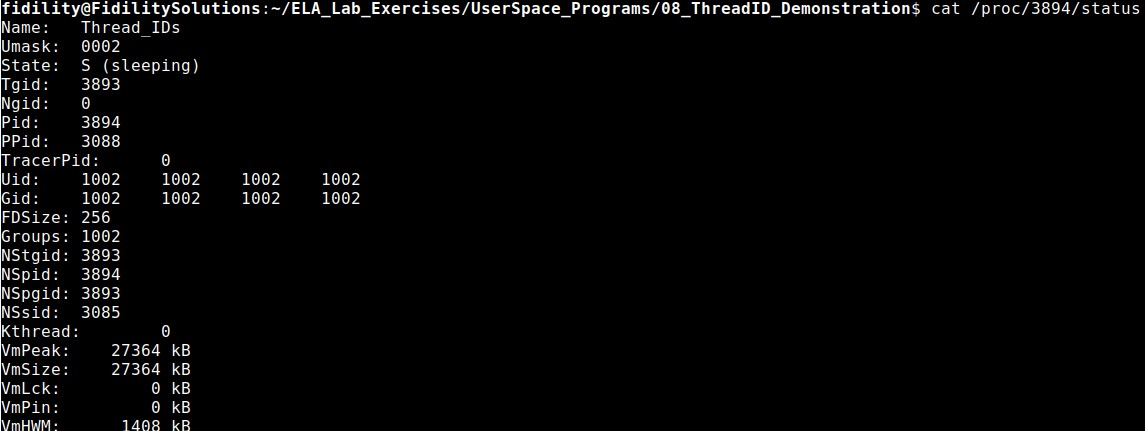 fidility@FidilitySolutions:~/ELA_Lab_Exercises/UserSpace_Programs/08_ThreadID_Demonstration$ cat /proc/3894/status
Name:   Thread_IDs
Umask:  0002
State:  S (sleeping)
Tgid:   3893
Ngid:   0
Pid:    3894
PPid:   3088
TracerPid:      0
Uid:    1002    1002    1002    1002
Gid:    1002    1002    1002    1002
FDSize: 256
Groups: 1002
NStgid: 3893
NSpid:  3894
NSpgid: 3893
NSsid:  3085
Kthread:        0
VmPeak:    27364 kB
VmSize:    27364 kB
VmLck:         0 kB
VmPin:         0 kB
VmHWM:      1408 kB